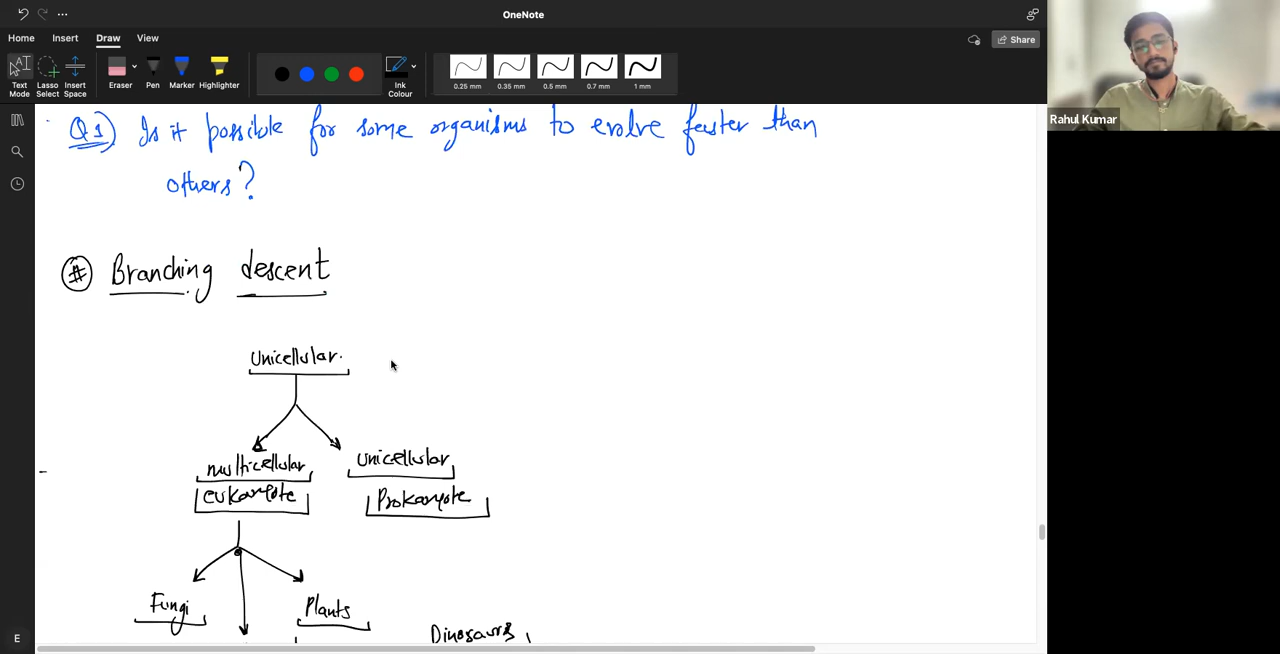 OneNote
Home Insert Draw View
Share
Text Mode
Lasso Select
Insert Space
Eraser
Pen
Marker
Highlighter
Ink Colour
0.25 mm
0.35 mm
0.5 mm
0.7 mm
1 mm
Rahul Kumar
Q1) Is it possible for some organisms to evolve faster than
others?
# Branching descent
Unicellular.
multicellular unicellular
eukaryote Prokaryote
Fungi Plants
Dinosaurs
E